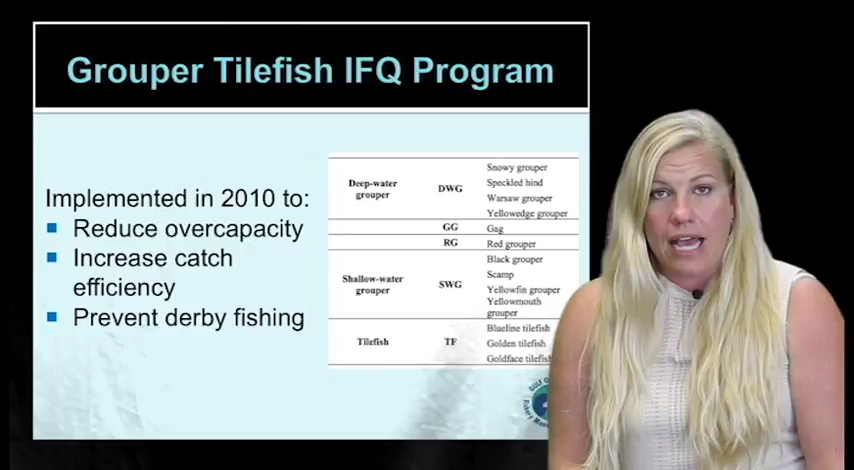 Grouper Tilefish IFQ Program
Implemented in 2010 to:
Reduce overcapacity
Increase catch
efficiency
Prevent derby fishing
Deep-water
grouper
DWG
Snowy grouper
Speckled hind
Warsaw grouper
Yellowedge grouper
GG
Gag
RG
Red grouper
Shallow-water
grouper
SWG
Black grouper
Scamp
Yellowfin grouper
Yellowmouth
grouper
Tilefish
TF
Blueline tilefish
Golden tilefish
Goldface tilefish
GULF
Fishery